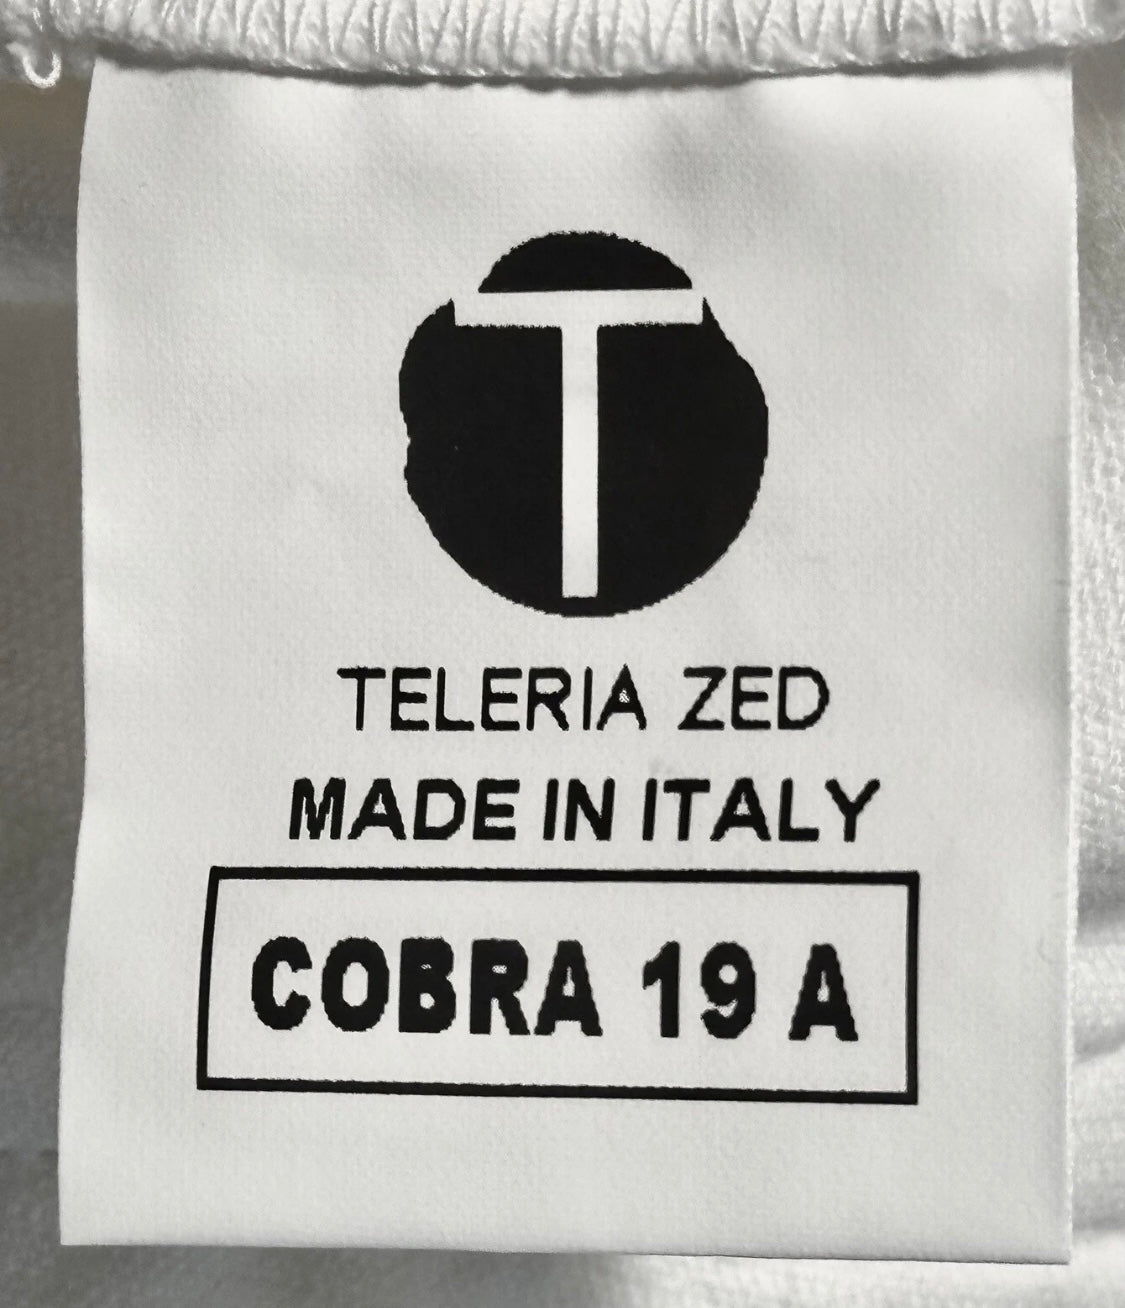 T
TELERIA ZED
MADE IN ITALY
COBRA 19 A